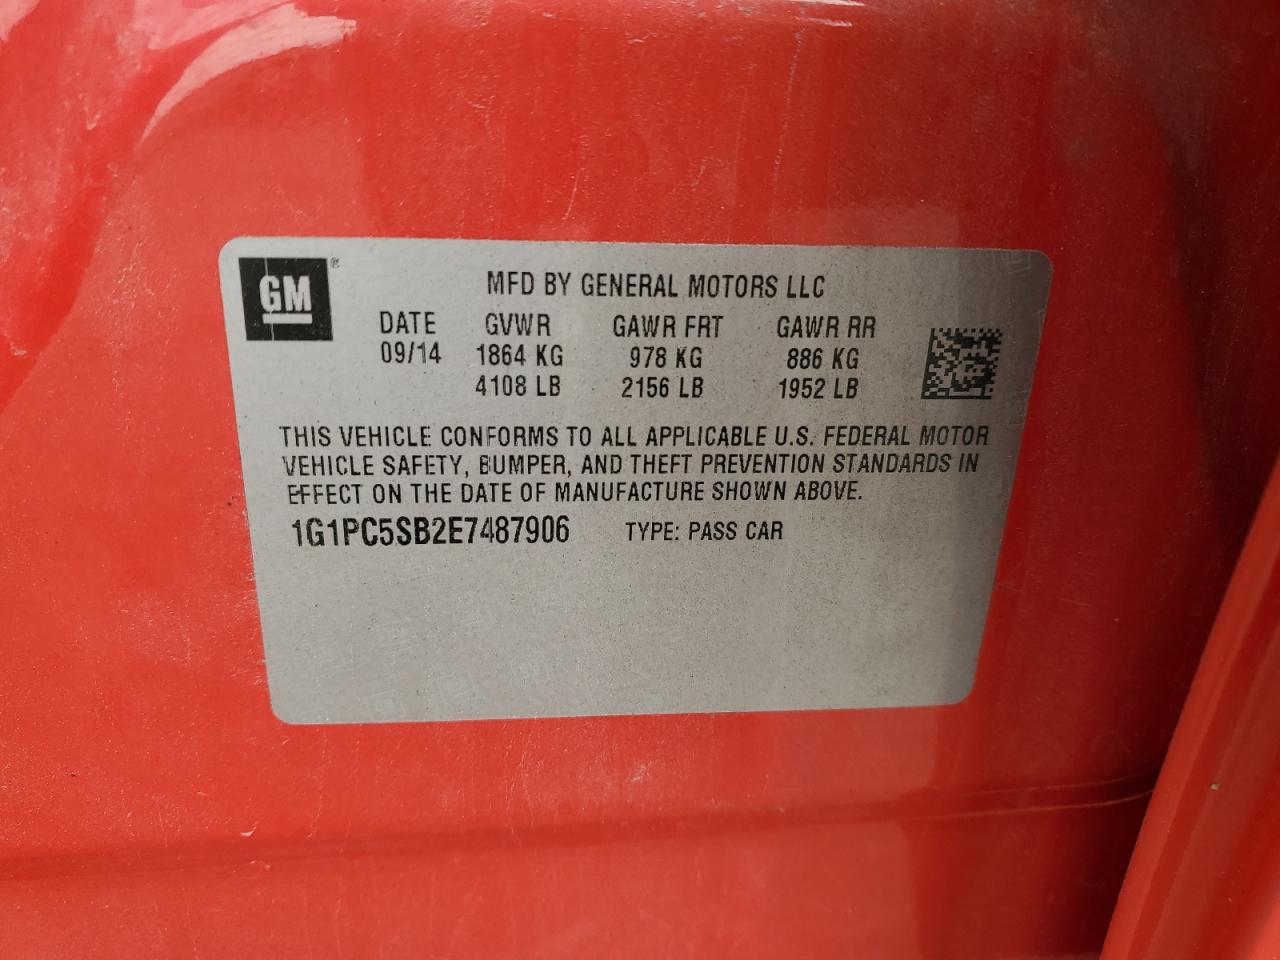 GM®
MFD BY GENERAL MOTORS LLC
DATE GVWR GAWR FRT GAWR RR
09/14 1864 KG 978 KG 886 KG
4108 LB 2156 LB 1952 LB
THIS VEHICLE CONFORMS TO ALL APPLICABLE U.S. FEDERAL MOTOR
VEHICLE SAFETY, BUMPER, AND THEFT PREVENTION STANDARDS IN
EFFECT ON THE DATE OF MANUFACTURE SHOWN ABOVE.
1G1PC5SB2E7487906 TYPE: PASS CAR